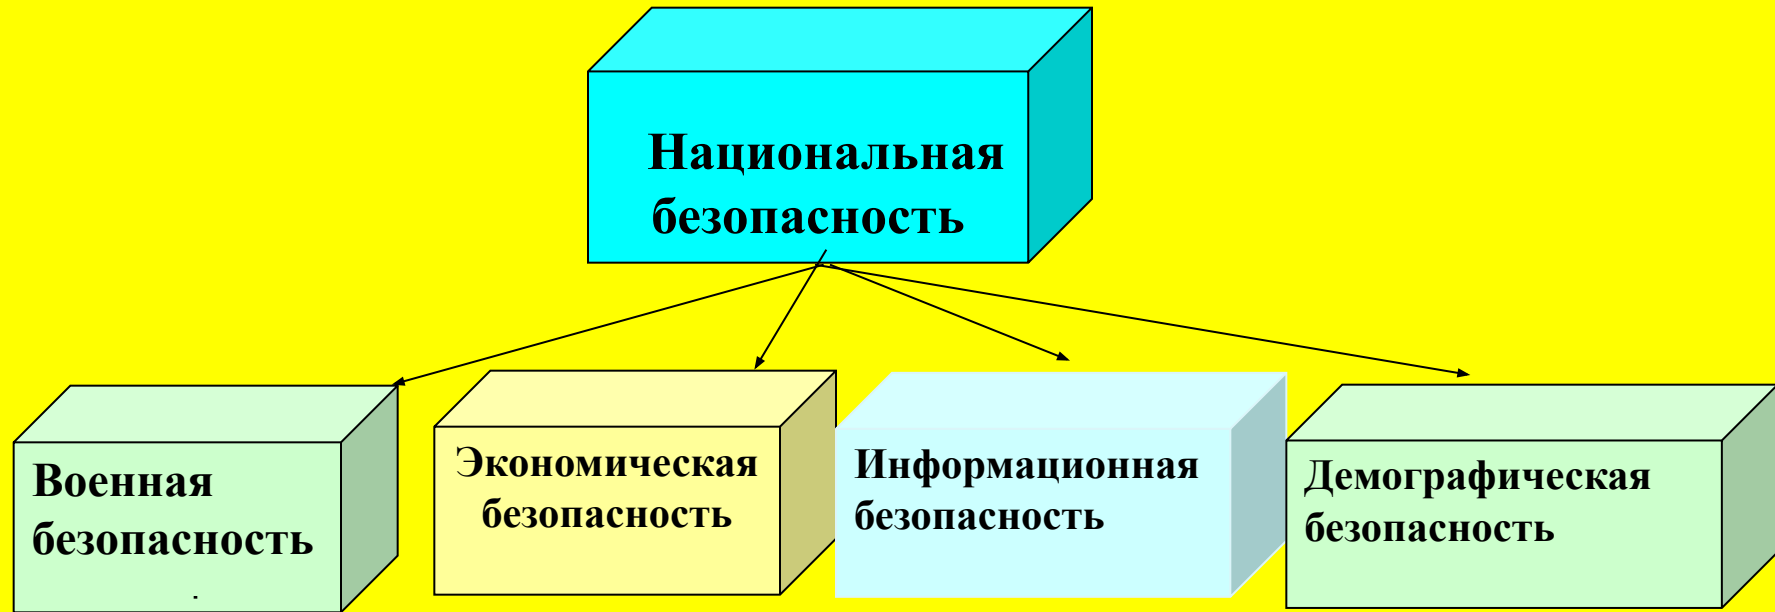 Национальная
безопасность
Военная
безопасность
.
Экономическая
безопасность
Информационная
безопасность
Демографическая
безопасность